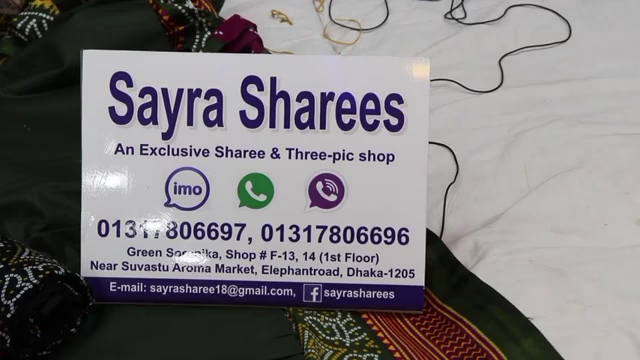 Sayra Sharees
An Exclusive Sharee & Three-pic shop
imo
01317806697, 01317806696
Green Soronika, Shop # F-13, 14 (1st Floor)
Near Suvastu Aroma Market, Elephantroad, Dhaka-1205
E-mail: sayrasharee18@gmail.com, f sayrasharees